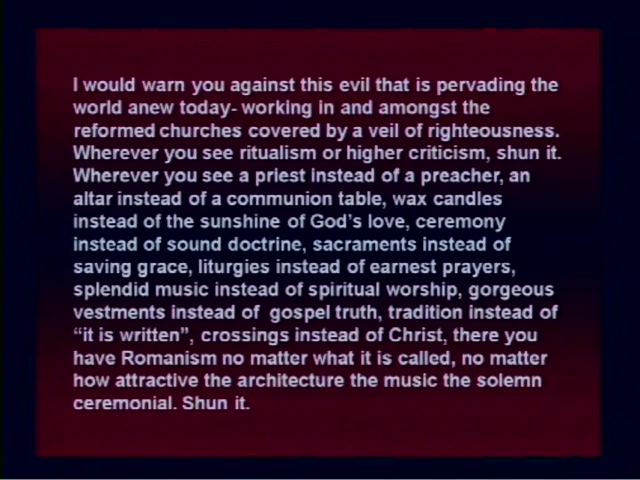 I would warn you against this evil that is pervading the
world anew today- working in and amongst the
reformed churches covered by a veil of righteousness.
Wherever you see ritualism or higher criticism, shun it.
Wherever you see a priest instead of a preacher, an
altar instead of a communion table, wax candles
instead of the sunshine of God's love, ceremony
instead of sound doctrine, sacraments instead of
saving grace, liturgies instead of earnest prayers,
splendid music instead of spiritual worship, gorgeous
vestments instead of  gospel truth, tradition instead of
“it is written”, crossings instead of Christ, there you
have Romanism no matter what it is called, no matter
how attractive the architecture the music the solemn
ceremonial. Shun it.